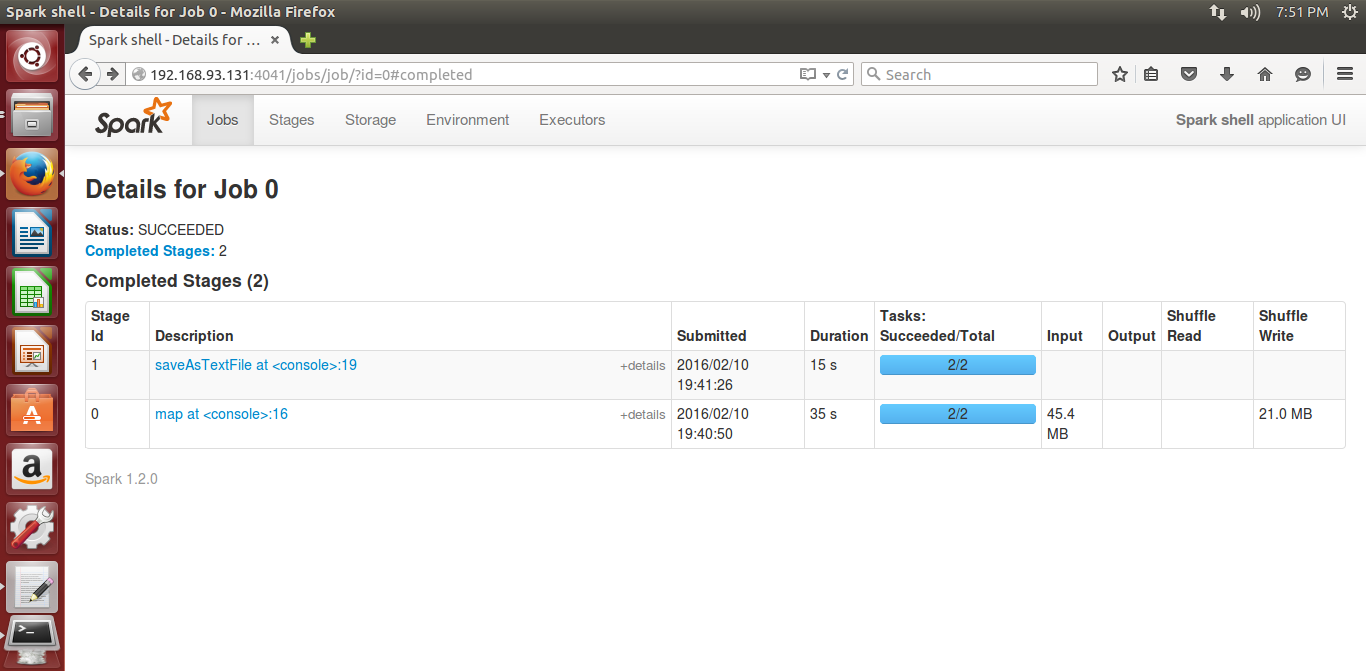 Spark shell - Details for Job 0 - Mozilla Firefox
7:51 PM
Spark shell - Details for ...
192.168.93.131:4041/jobs/job/?id=0#completed
Search
Spark
Jobs
Stages
Storage
Environment
Executors
Spark shell application UI
Details for Job 0
Status: SUCCEEDED
Completed Stages: 2
Completed Stages (2)
Stage Id
Description
Submitted
Duration
Tasks: Succeeded/Total
Input
Output
Shuffle Read
Shuffle Write
1
saveAsTextFile at <console>:19
+details
2016/02/10 19:41:26
15 s
2/2
0
map at <console>:16
+details
2016/02/10 19:40:50
35 s
2/2
45.4 MB
21.0 MB
Spark 1.2.0